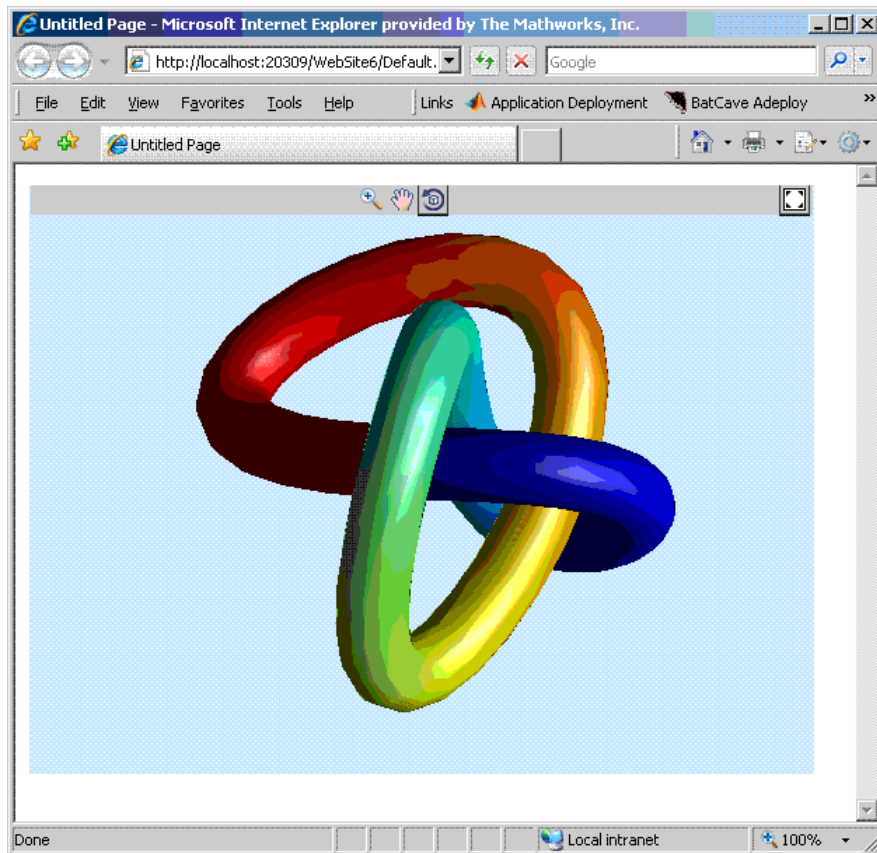 Untitled Page - Microsoft Internet Explorer provided by The Mathworks, Inc.
http://localhost:20309/WebSite6/Default. Google
File Edit View Favorites Tools Help Links Application Deployment BatCave Adeploy »
Untitled Page
Done Local intranet 100%